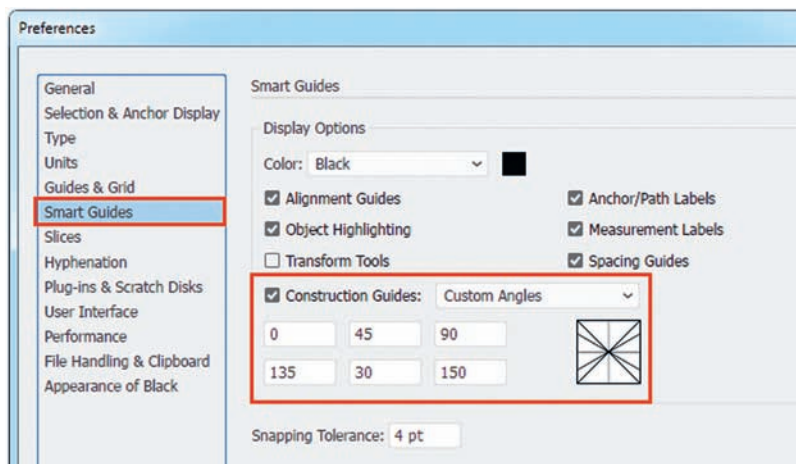 Preferences
General
Selection & Anchor Display
Type
Units
Guides & Grid
Smart Guides
Slices
Hyphenation
Plug-ins & Scratch Disks
User Interface
Performance
File Handling & Clipboard
Appearance of Black
Smart Guides
Display Options
Color: Black
Alignment Guides
Anchor/Path Labels
Object Highlighting
Measurement Labels
Transform Tools
Spacing Guides
Construction Guides: Custom Angles
0 45 90
135 30 150
Snapping Tolerance: 4 pt